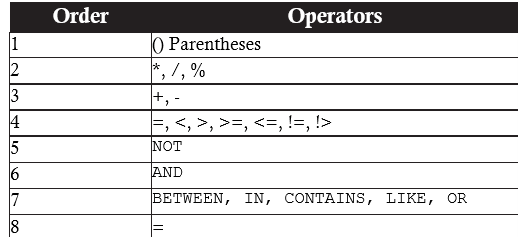 Order Operators
1 () Parentheses
2 *, /, %
3 +, -
4 =, <, >, >=, <=, !=, !>
5 NOT
6 AND
7 BETWEEN, IN, CONTAINS, LIKE, OR
8 =